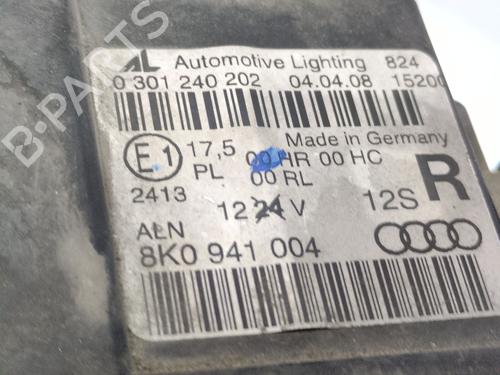 AL Automotive Lighting 824
0 301 240 202 04.04.08 15200
E1 17,5 00 HR 00 HC Made in Germany
PL 00 RL
2413
12 24 V 12S R
ALN
8K0 941 004
B-PARTS